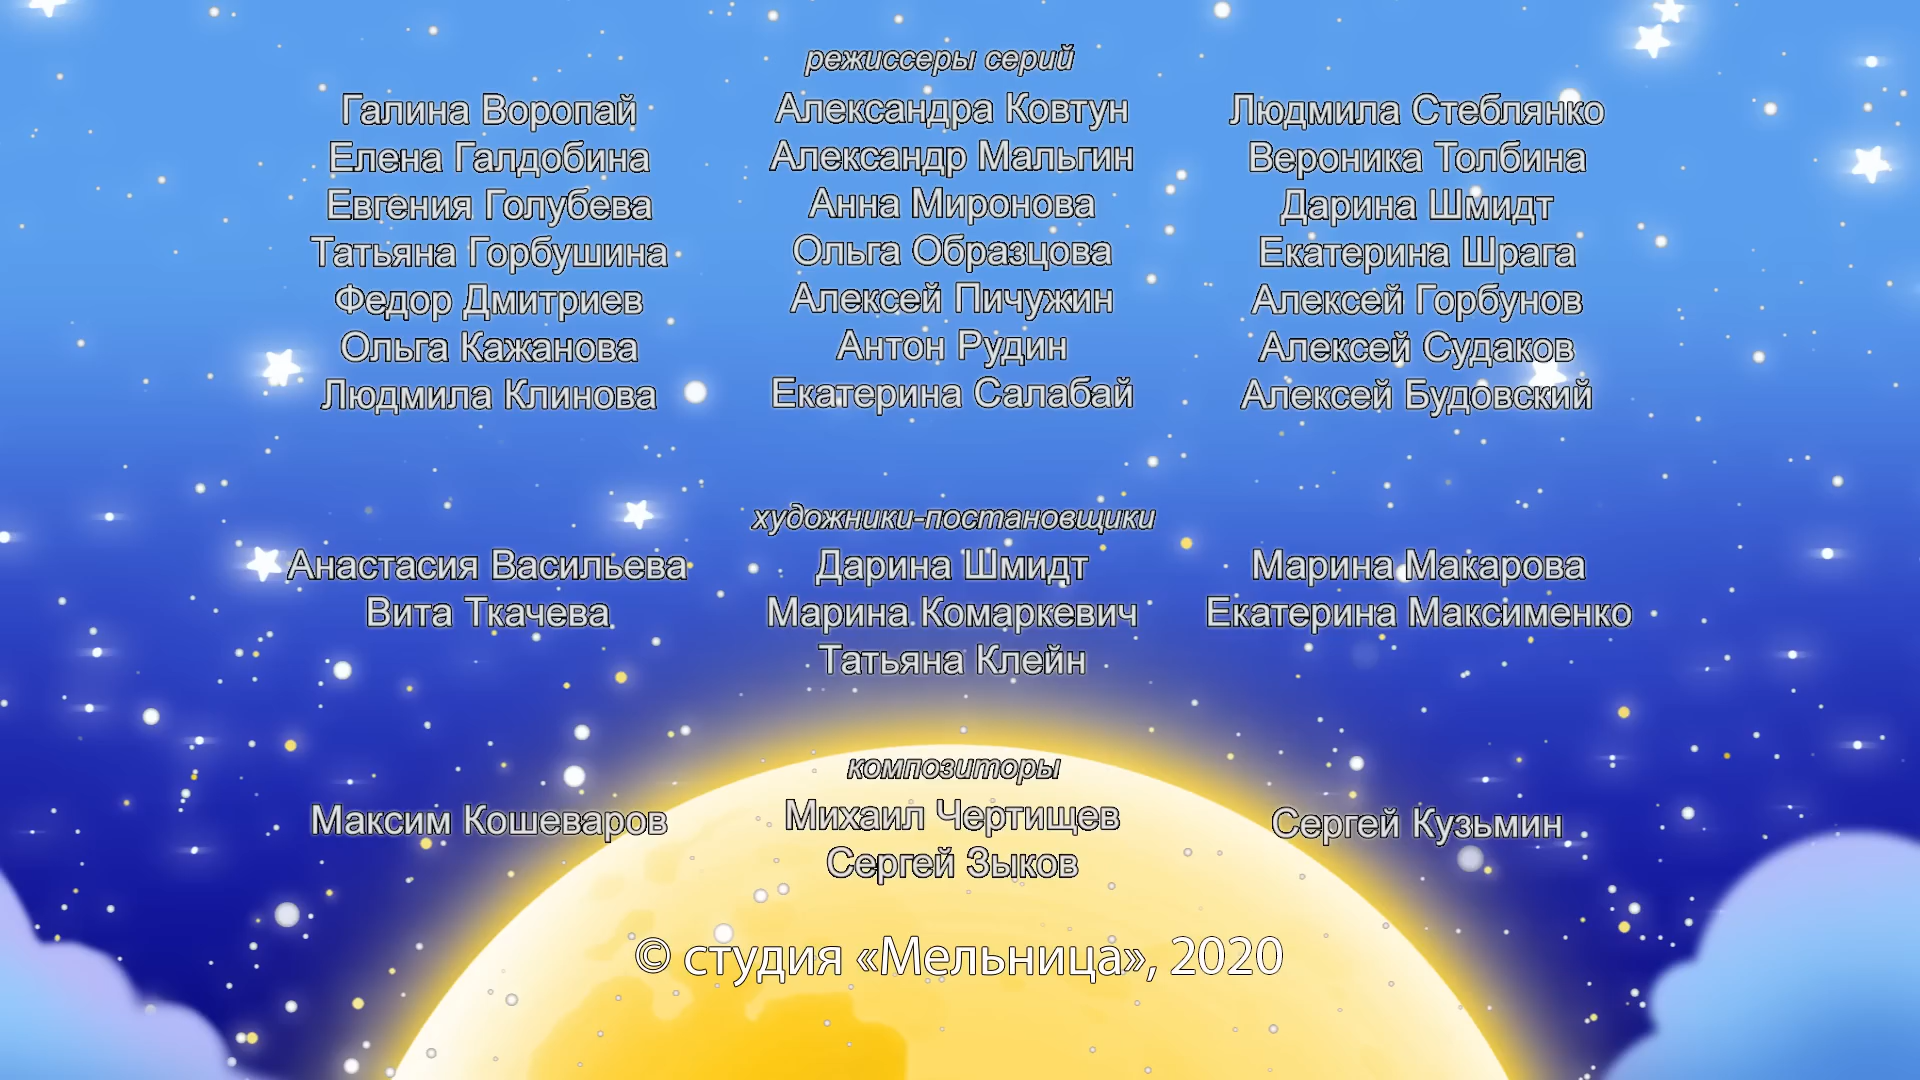 режиссеры серий
Галина Воропай
Елена Галдобина
Евгения Голубева
Татьяна Горбушина
Федор Дмитриев
Ольга Кажанова
Людмила Клинова
Александра Ковтун
Александр Мальгин
Анна Миронова
Ольга Образцова
Алексей Пичужин
Антон Рудин
Екатерина Салабай
Людмила Стеблянко
Вероника Толбина
Дарина Шмидт
Екатерина Шрага
Алексей Горбунов
Алексей Судаков
Алексей Будовский
художники-постановщики
Анастасия Васильева
Вита Ткачева
Дарина Шмидт
Марина Комаркевич
Татьяна Клейн
Марина Макарова
Екатерина Максименко
композиторы
Максим Кошеваров
Михаил Чертищев
Сергей Зыков
Сергей Кузьмин
© студия «Мельница», 2020